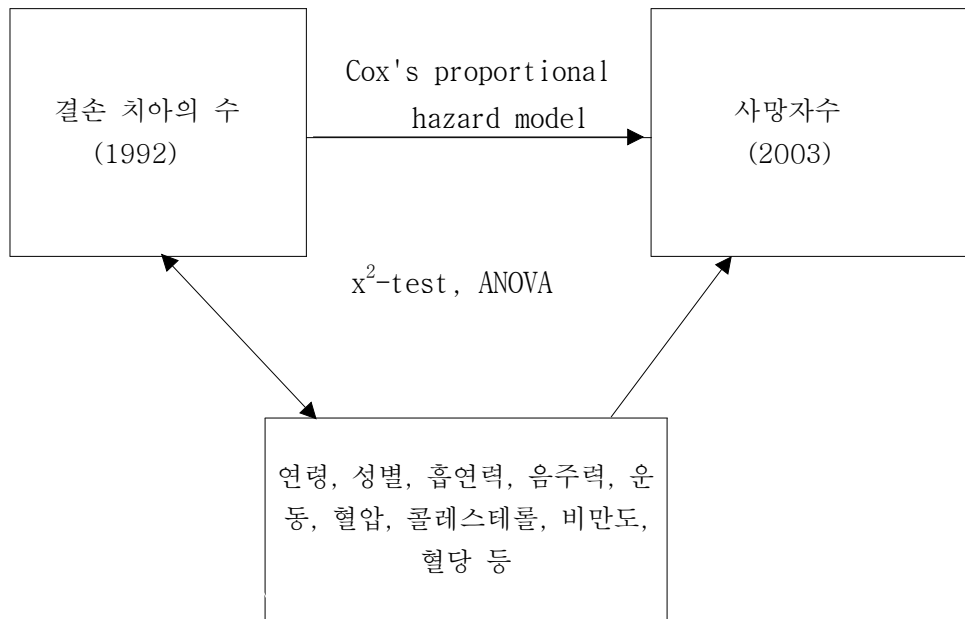 결손 치아의 수
(1992)
Cox's proportional
hazard model
사망자수
(2003)
x²-test, ANOVA
연령, 성별, 흡연력, 음주력, 운
동, 혈압, 콜레스테롤, 비만도,
혈당 등